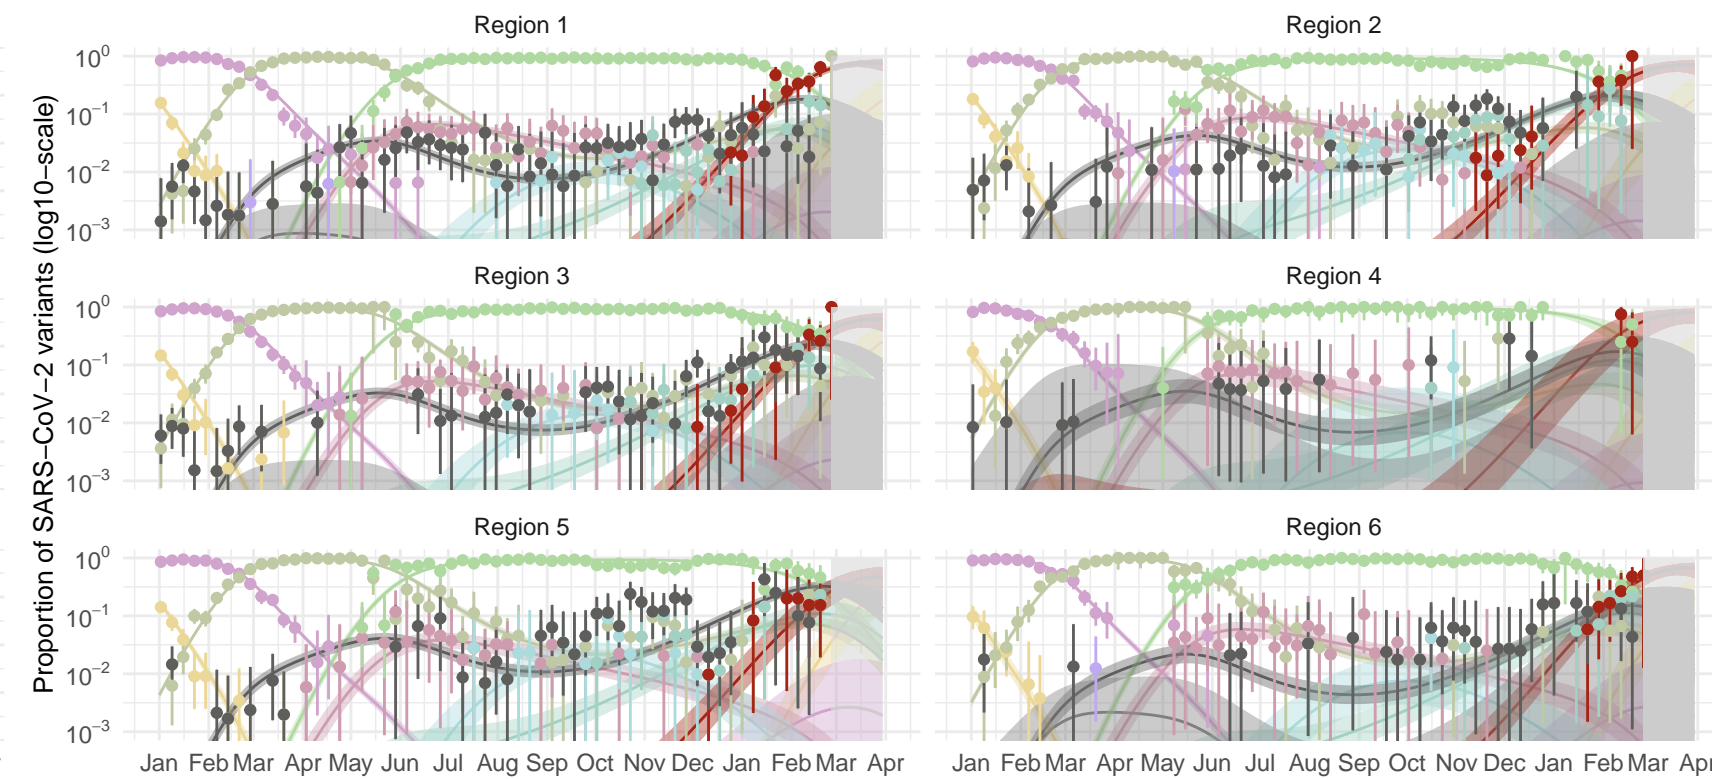 Region 1
Region 2
10⁰
10⁻¹
10⁻²
10⁻³
Region 3
Region 4
10⁰
10⁻¹
10⁻²
10⁻³
Region 5
Region 6
10⁰
10⁻¹
10⁻²
10⁻³
Proportion of SARS−CoV−2 variants (log10−scale)
Jan Feb Mar Apr May Jun Jul Aug Sep Oct Nov Dec Jan Feb Mar Apr
Jan Feb Mar Apr May Jun Jul Aug Sep Oct Nov Dec Jan Feb Mar Apr